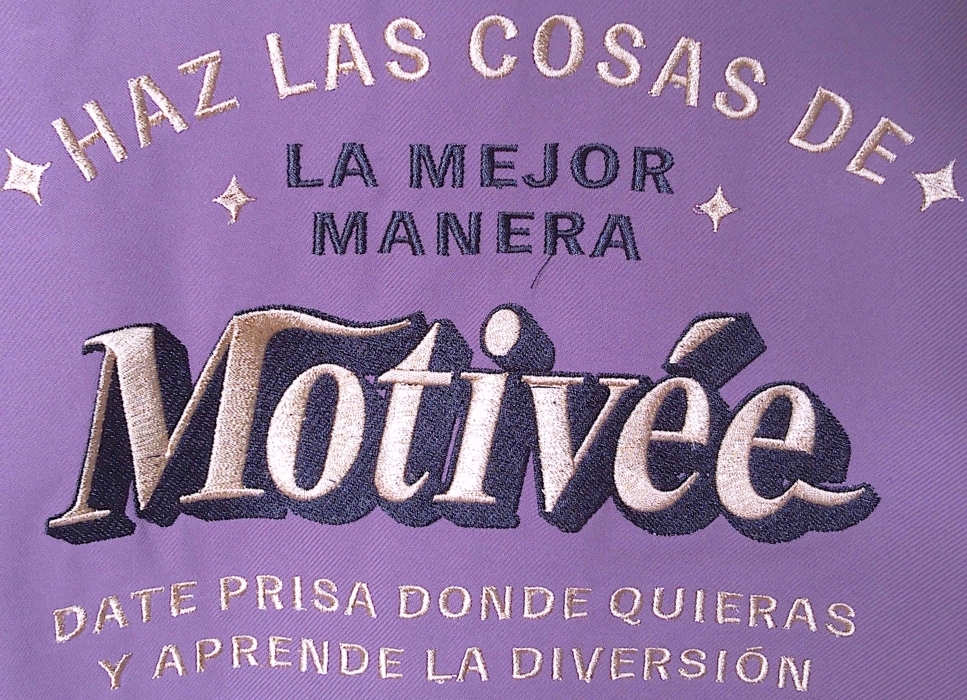 HAZ LAS COSAS DE
LA MEJOR
MANERA
Motivée
DATE PRISA DONDE QUIERAS
Y APRENDE LA DIVERSIÓN